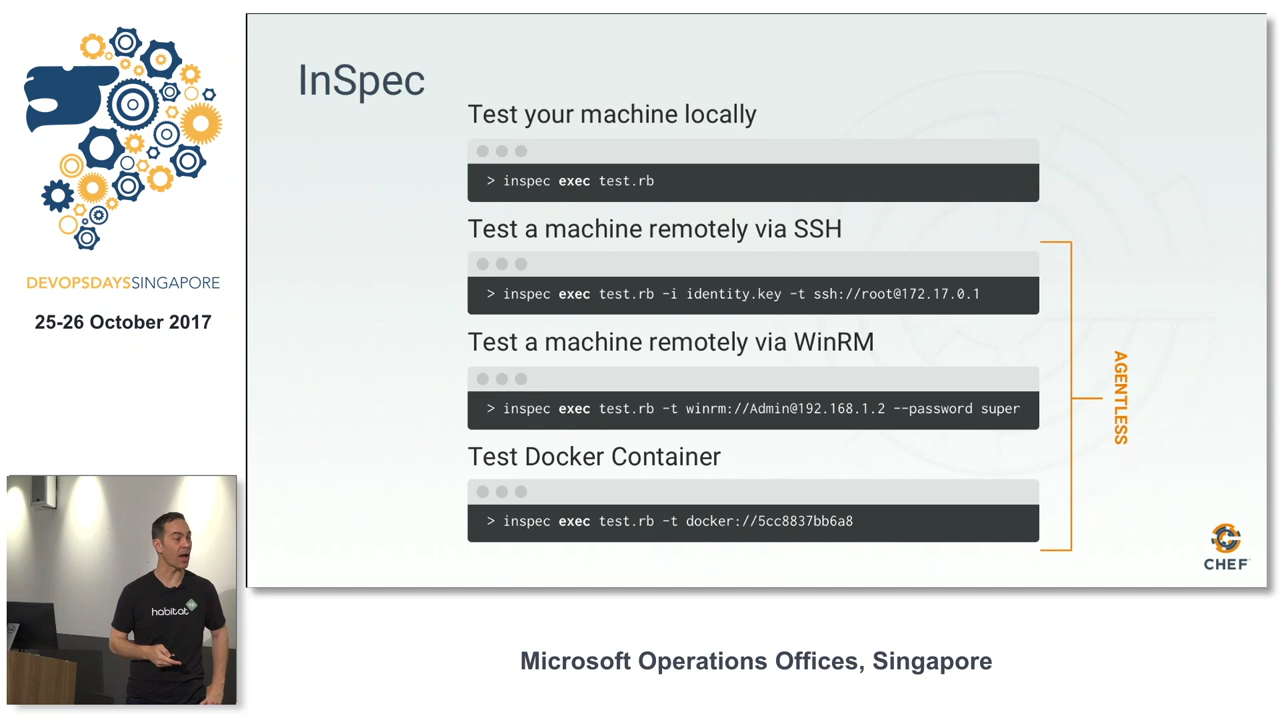 InSpec
Test your machine locally
> inspec exec test.rb
Test a machine remotely via SSH
> inspec exec test.rb -i identity.key -t ssh://root@172.17.0.1
Test a machine remotely via WinRM
> inspec exec test.rb -t winrm://Admin@192.168.1.2 --password super
Test Docker Container
> inspec exec test.rb -t docker://5cc8837bb6a8
AGENTLESS
CHEF
DEVOPSDAYSSINGAPORE
25-26 October 2017
habitat
Microsoft Operations Offices, Singapore